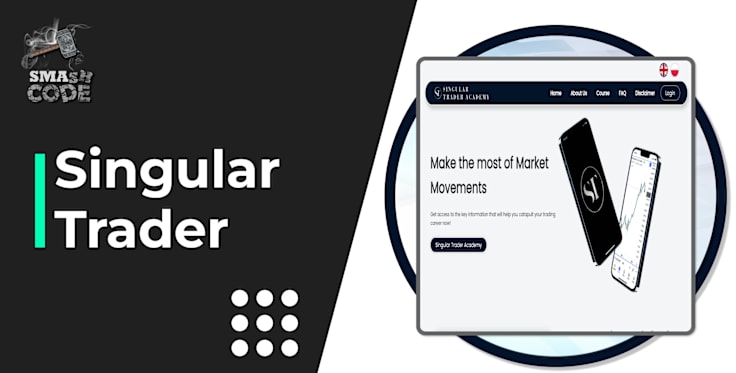 SMAsH
CODE
Singular
Trader
SINGULAR
TRADER ACADEMY
Home About Us Course FAQ Disclaimer Login
Make the most of Market
Movements
Get access to the key information that will help you catapult your trading
career now!
Singular Trader Academy